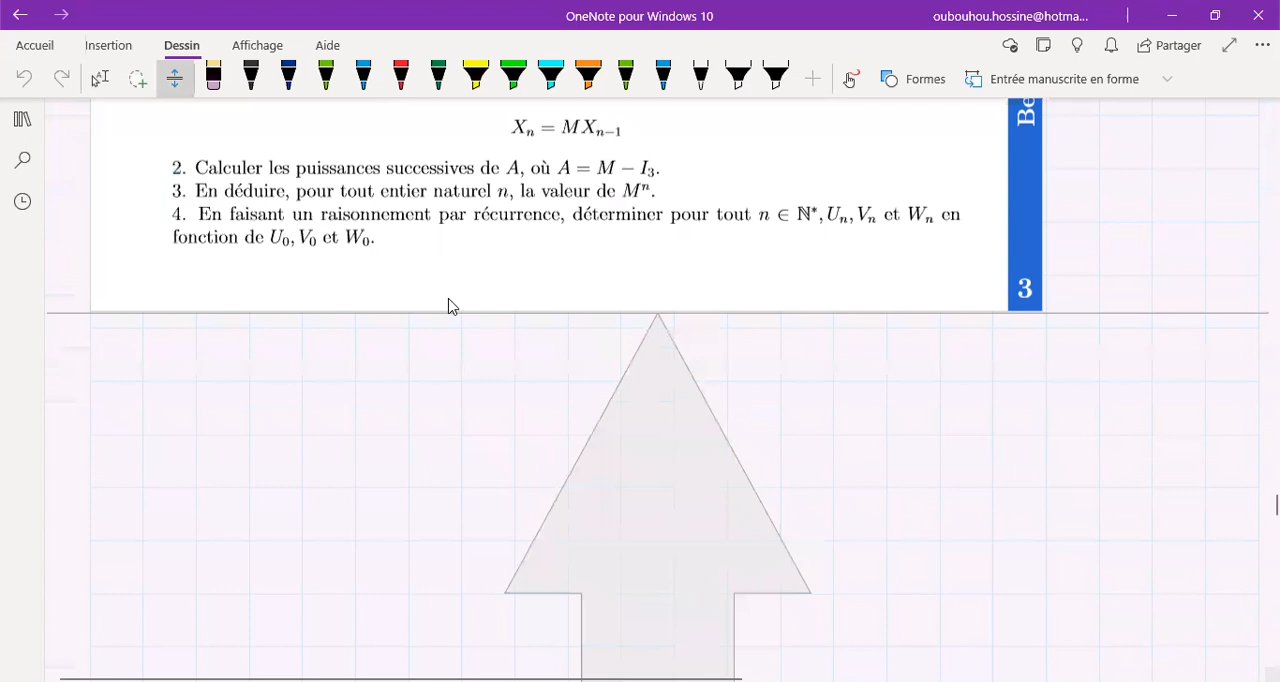 OneNote pour Windows 10
oubouhou.hossine@hotma...
Accueil Insertion Dessin Affichage Aide
Partager
Formes
Entrée manuscrite en forme
Xₙ = MXₙ₋₁
Be
2. Calculer les puissances successives de A, où A = M − I₃.
3. En déduire, pour tout entier naturel n, la valeur de Mⁿ.
4. En faisant un raisonnement par récurrence, déterminer pour tout n ∈ ℕ*, Uₙ, Vₙ et Wₙ en
fonction de U₀, V₀ et W₀.
3